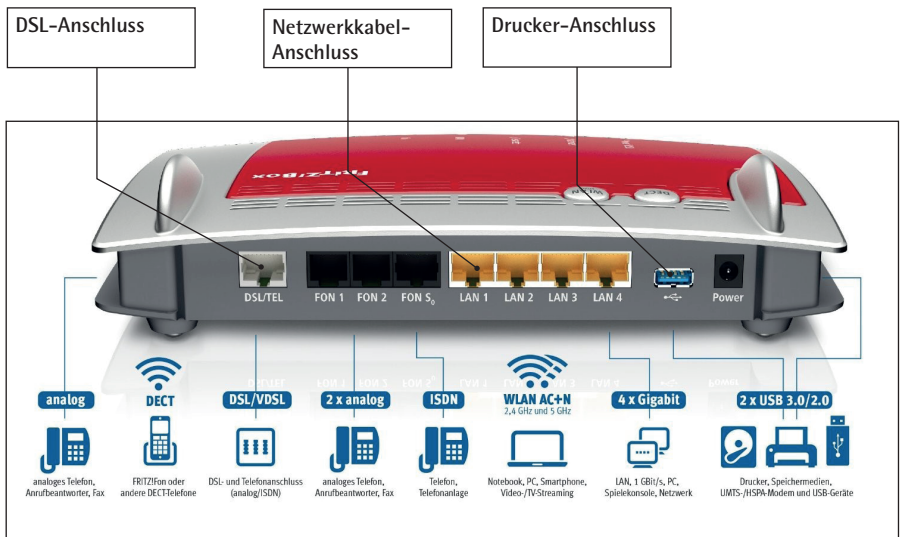 DSL-Anschluss
Netzwerkkabel-
Anschluss
Drucker-Anschluss
FRITZ!Box
WLAN
DECT
DSL/TEL
FON 1
FON 2
FON S0
LAN 1
LAN 2
LAN 3
LAN 4
Power
analog
DECT
DSL/VDSL
2 x analog
ISDN
WLAN AC+N
2,4 GHz und 5 GHz
4 x Gigabit
2 x USB 3.0/2.0
analoges Telefon,
Anrufbeantworter, Fax
FRITZ!Fon oder
andere DECT-Telefone
DSL- und Telefonanschluss
(analog/ISDN)
analoges Telefon,
Anrufbeantworter, Fax
Telefon,
Telefonanlage
Notebook, PC, Smartphone,
Video-/TV-Streaming
LAN, 1 GBit/s, PC,
Spielekonsole, Netzwerk
Drucker, Speichermedien,
UMTS-/HSPA-Modem und USB-Geräte